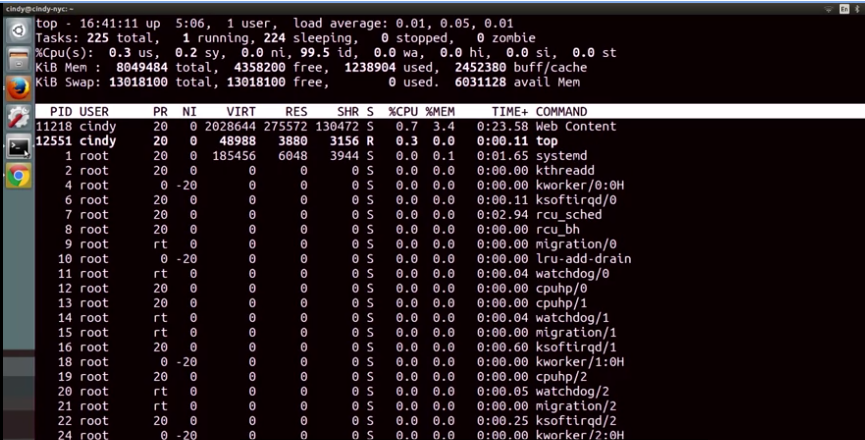 cindy@cindy-nyc: ~
En
top - 16:41:11 up  5:06,  1 user,  load average: 0.01, 0.05, 0.01
Tasks: 225 total,   1 running, 224 sleeping,   0 stopped,   0 zombie
%Cpu(s):  0.3 us,  0.2 sy,  0.0 ni, 99.5 id,  0.0 wa,  0.0 hi,  0.0 si,  0.0 st
KiB Mem :  8049484 total,  4358200 free,  1238904 used,  2452380 buff/cache
KiB Swap: 13018100 total, 13018100 free,        0 used.  6031128 avail Mem
PID USER      PR  NI    VIRT    RES    SHR S  %CPU %MEM     TIME+ COMMAND
11218 cindy     20   0 2028644 275572 130472 S   0.7  3.4   0:23.58 Web Content
12551 cindy     20   0   48988   3880   3156 R   0.3  0.0   0:00.11 top
1 root      20   0  185456   6048   3944 S   0.0  0.1   0:01.65 systemd
2 root      20   0       0      0      0 S   0.0  0.0   0:00.00 kthreadd
4 root       0 -20       0      0      0 S   0.0  0.0   0:00.00 kworker/0:0H
6 root      20   0       0      0      0 S   0.0  0.0   0:00.11 ksoftirqd/0
7 root      20   0       0      0      0 S   0.0  0.0   0:02.94 rcu_sched
8 root      20   0       0      0      0 S   0.0  0.0   0:00.00 rcu_bh
9 root      rt   0       0      0      0 S   0.0  0.0   0:00.00 migration/0
10 root       0 -20       0      0      0 S   0.0  0.0   0:00.00 lru-add-drain
11 root      rt   0       0      0      0 S   0.0  0.0   0:00.04 watchdog/0
12 root      20   0       0      0      0 S   0.0  0.0   0:00.00 cpuhp/0
13 root      20   0       0      0      0 S   0.0  0.0   0:00.00 cpuhp/1
14 root      rt   0       0      0      0 S   0.0  0.0   0:00.04 watchdog/1
15 root      rt   0       0      0      0 S   0.0  0.0   0:00.00 migration/1
16 root      20   0       0      0      0 S   0.0  0.0   0:00.60 ksoftirqd/1
18 root       0 -20       0      0      0 S   0.0  0.0   0:00.00 kworker/1:0H
19 root      20   0       0      0      0 S   0.0  0.0   0:00.00 cpuhp/2
20 root      rt   0       0      0      0 S   0.0  0.0   0:00.05 watchdog/2
21 root      rt   0       0      0      0 S   0.0  0.0   0:00.00 migration/2
22 root      20   0       0      0      0 S   0.0  0.0   0:00.25 ksoftirqd/2
24 root       0 -20       0      0      0 S   0.0  0.0   0:00.00 kworker/2:0H